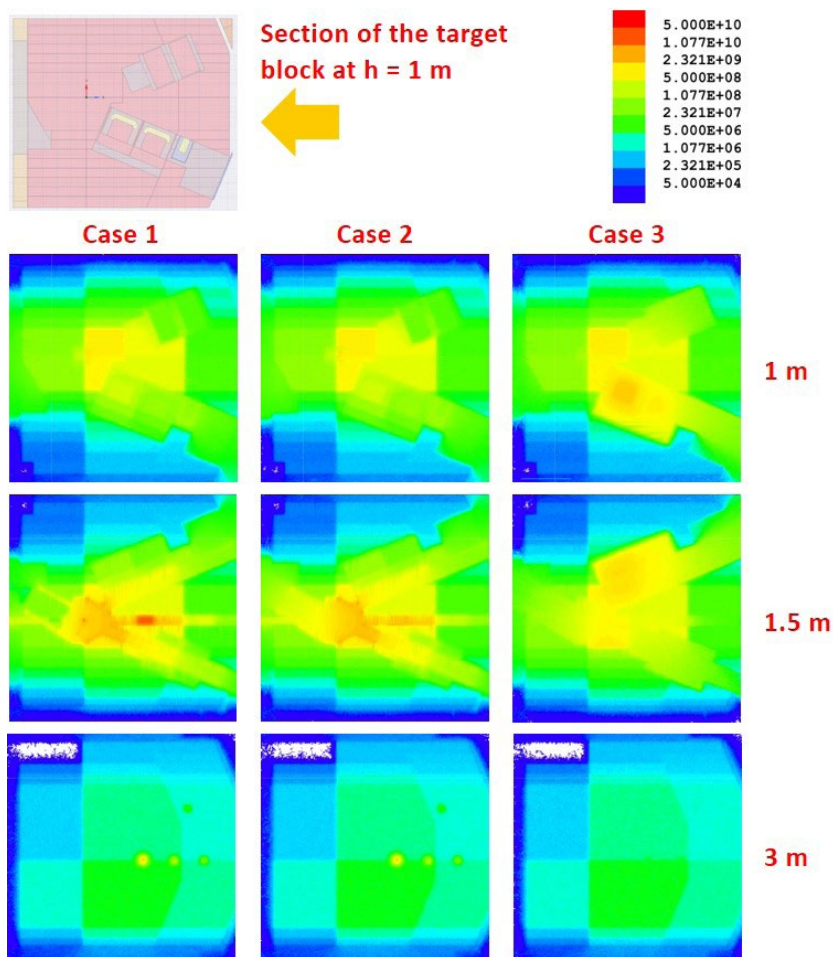 Section of the target
block at h = 1 m
5.000E+10
1.077E+10
2.321E+09
5.000E+08
1.077E+08
2.321E+07
5.000E+06
1.077E+06
2.321E+05
5.000E+04
Case 1
Case 2
Case 3
1 m
1.5 m
3 m